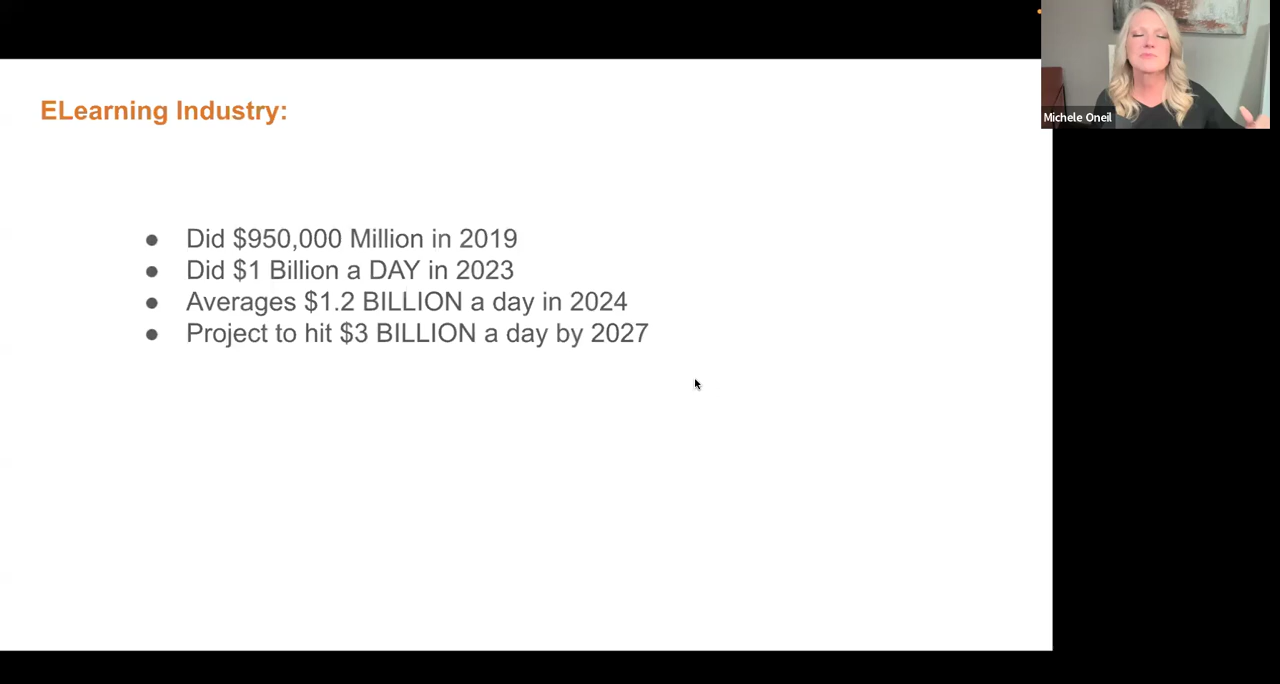 ELearning Industry:
● Did $950,000 Million in 2019
● Did $1 Billion a DAY in 2023
● Averages $1.2 BILLION a day in 2024
● Project to hit $3 BILLION a day by 2027
Michele Oneil